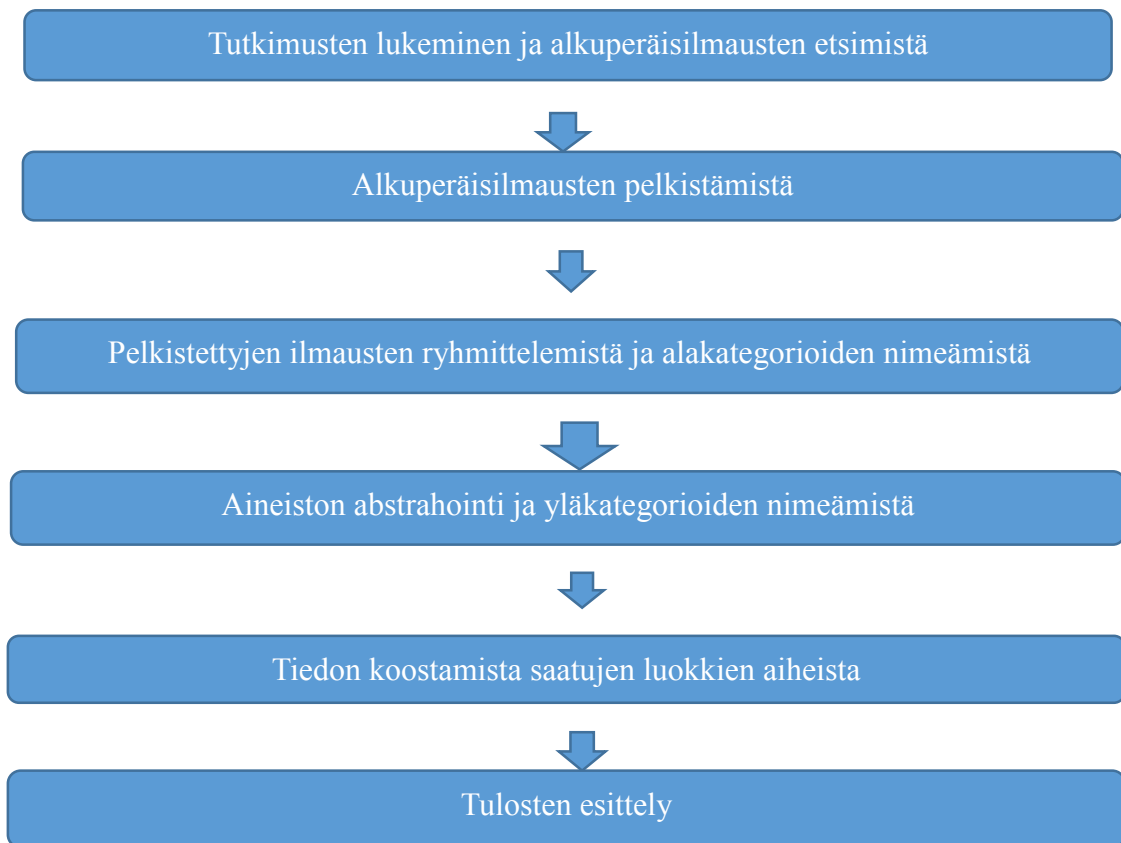 Tutkimusten lukeminen ja alkuperäisilmausten etsimistä
Alkuperäisilmausten pelkistämistä
Pelkistettyjen ilmausten ryhmittelemistä ja alakategorioiden nimeämistä
Aineiston abstrahointi ja yläkategorioiden nimeämistä
Tiedon koostamista saatujen luokkien aiheista
Tulosten esittely